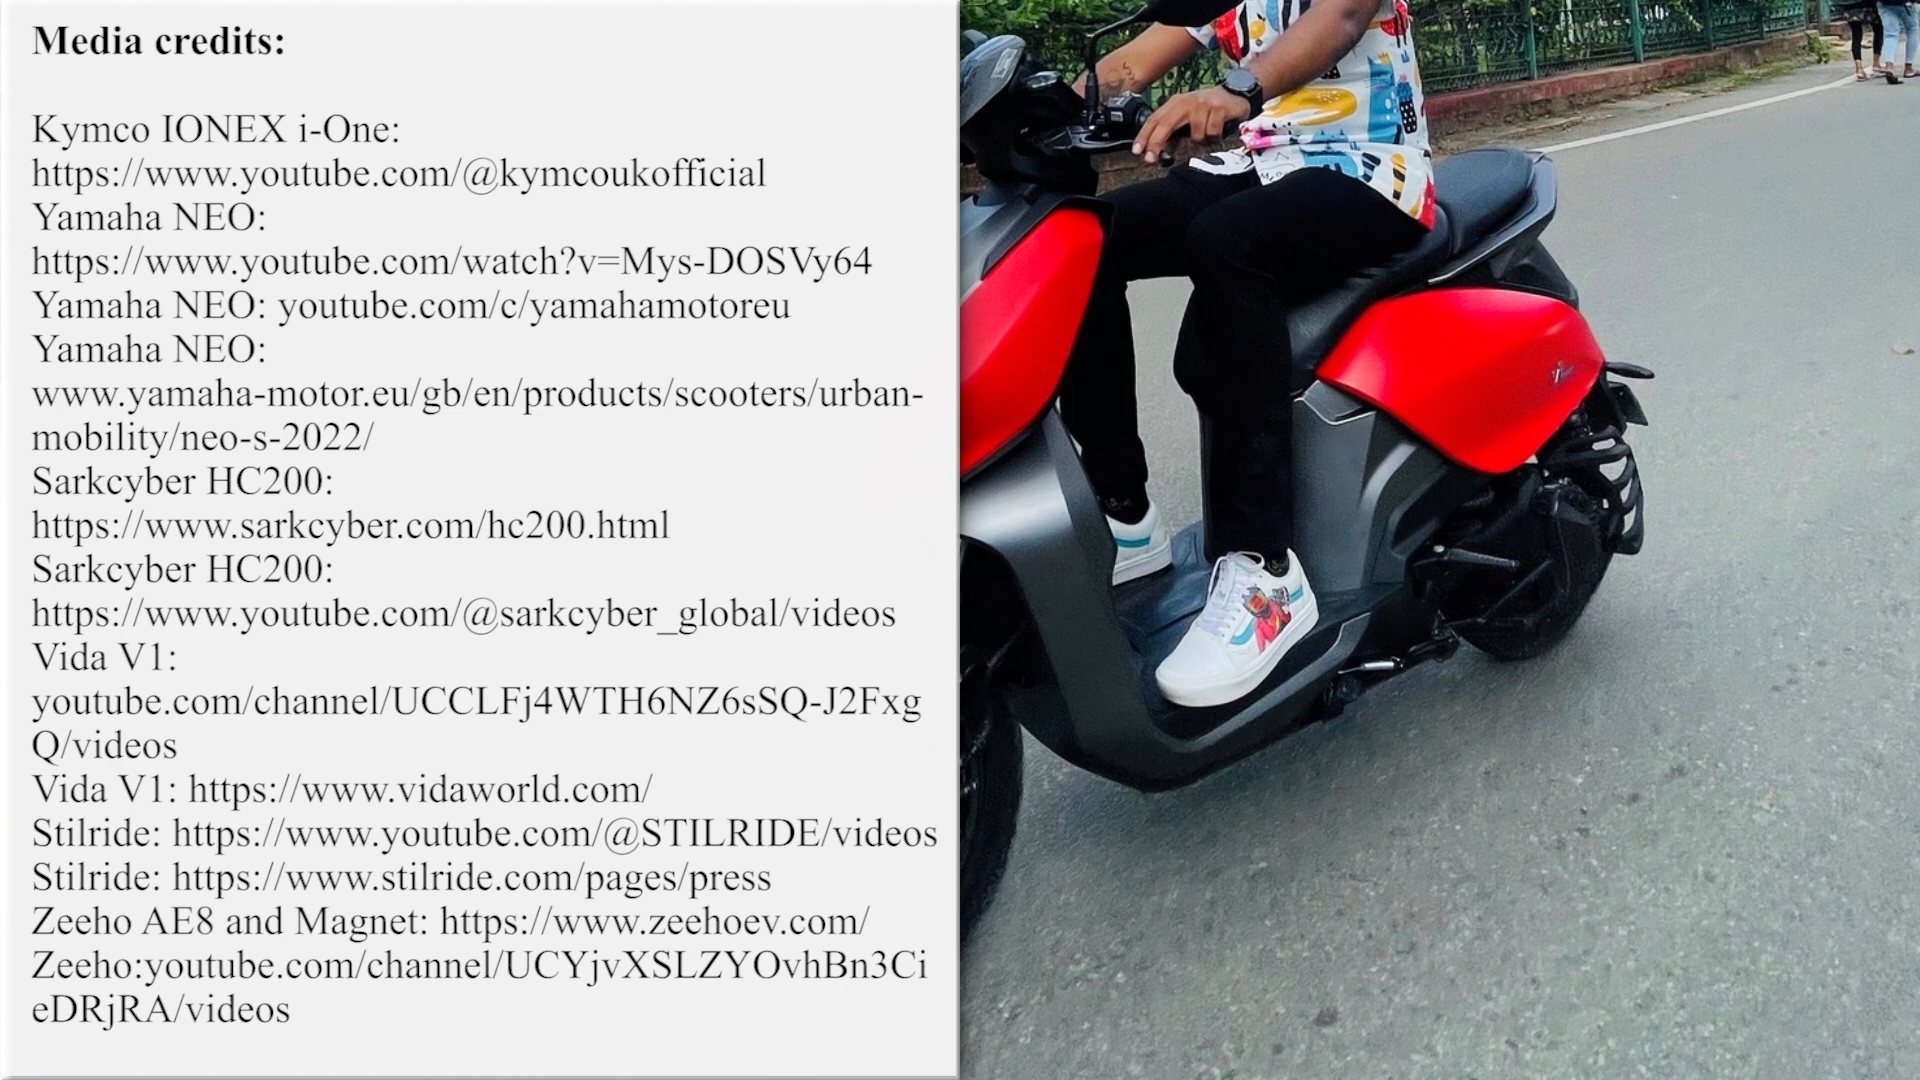 Media credits:
Kymco IONEX i-One:
https://www.youtube.com/@kymcoukofficial
Yamaha NEO:
https://www.youtube.com/watch?v=Mys-DOSVy64
Yamaha NEO: youtube.com/c/yamahamotoreu
Yamaha NEO:
www.yamaha-motor.eu/gb/en/products/scooters/urban-
mobility/neo-s-2022/
Sarkcyber HC200:
https://www.sarkcyber.com/hc200.html
Sarkcyber HC200:
https://www.youtube.com/@sarkcyber_global/videos
Vida V1:
youtube.com/channel/UCCLFj4WTH6NZ6sSQ-J2Fxg
Q/videos
Vida V1: https://www.vidaworld.com/
Stilride: https://www.youtube.com/@STILRIDE/videos
Stilride: https://www.stilride.com/pages/press
Zeeho AE8 and Magnet: https://www.zeehoev.com/
Zeeho:youtube.com/channel/UCYjvXSLZYOvhBn3Ci
eDRjRA/videos